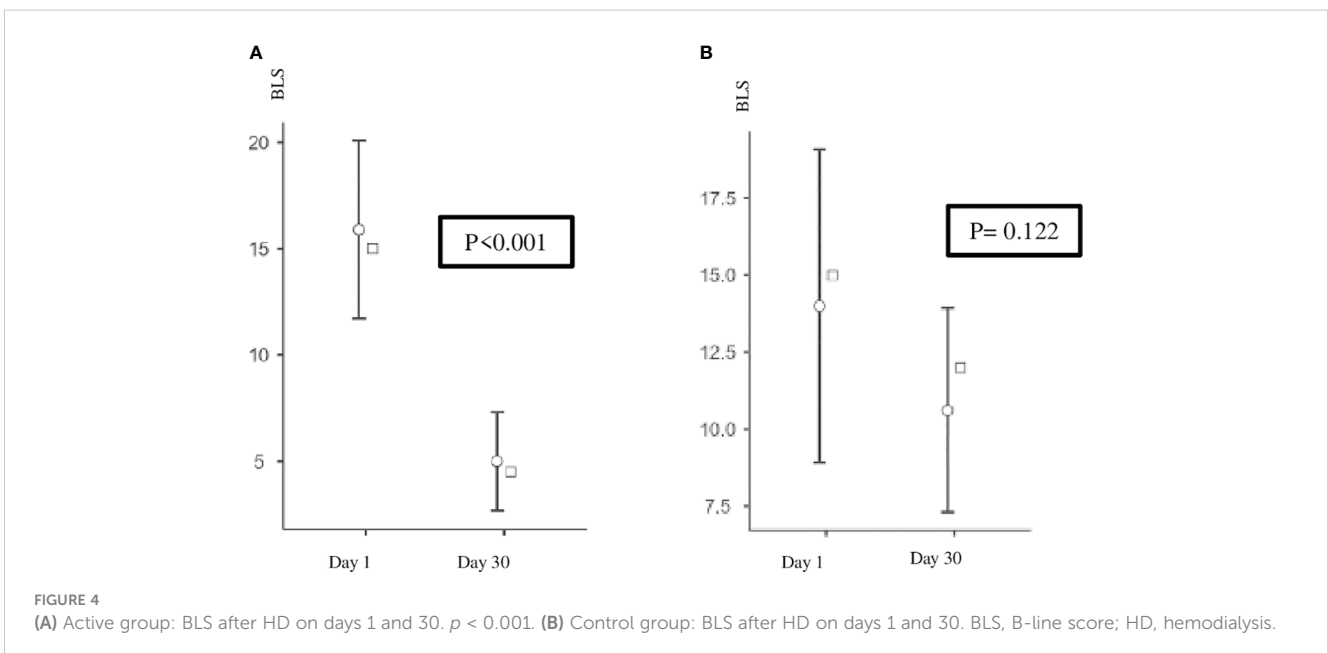 A
BLS
20
15
10
5
P<0.001
Day 1
Day 30
B
BLS
17.5
15.0
12.5
10.0
7.5
P= 0.122
Day 1
Day 30
FIGURE 4
(A) Active group: BLS after HD on days 1 and 30. p < 0.001. (B) Control group: BLS after HD on days 1 and 30. BLS, B-line score; HD, hemodialysis.